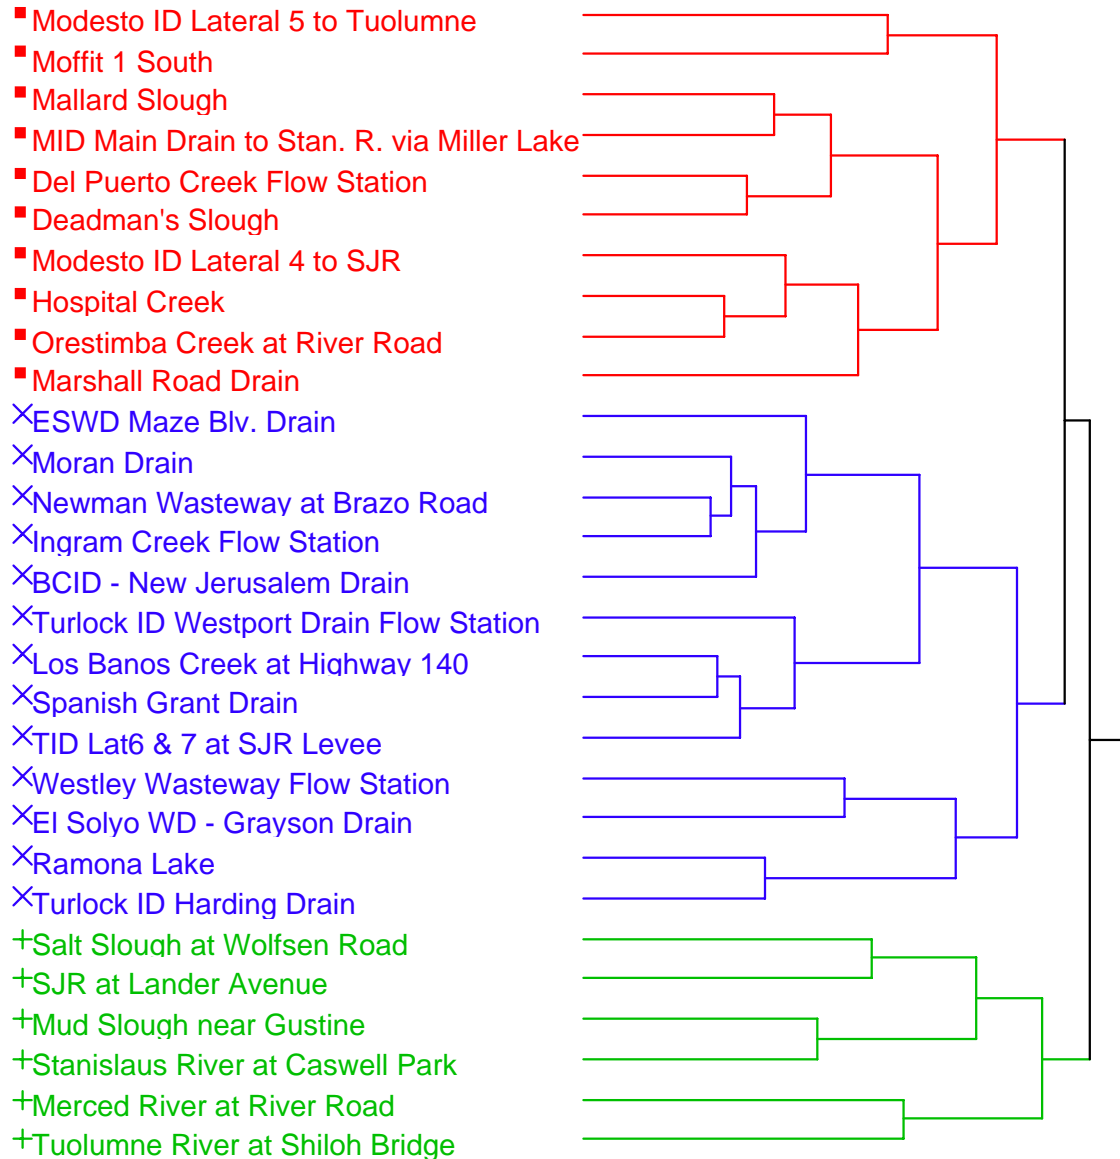 Modesto ID Lateral 5 to Tuolumne
Moffit 1 South
Mallard Slough
MID Main Drain to Stan. R. via Miller Lake
Del Puerto Creek Flow Station
Deadman's Slough
Modesto ID Lateral 4 to SJR
Hospital Creek
Orestimba Creek at River Road
Marshall Road Drain
ESWD Maze Blv. Drain
Moran Drain
Newman Wasteway at Brazo Road
Ingram Creek Flow Station
BCID - New Jerusalem Drain
Turlock ID Westport Drain Flow Station
Los Banos Creek at Highway 140
Spanish Grant Drain
TID Lat6 & 7 at SJR Levee
Westley Wasteway Flow Station
El Solyo WD - Grayson Drain
Ramona Lake
Turlock ID Harding Drain
Salt Slough at Wolfsen Road
SJR at Lander Avenue
Mud Slough near Gustine
Stanislaus River at Caswell Park
Merced River at River Road
Tuolumne River at Shiloh Bridge